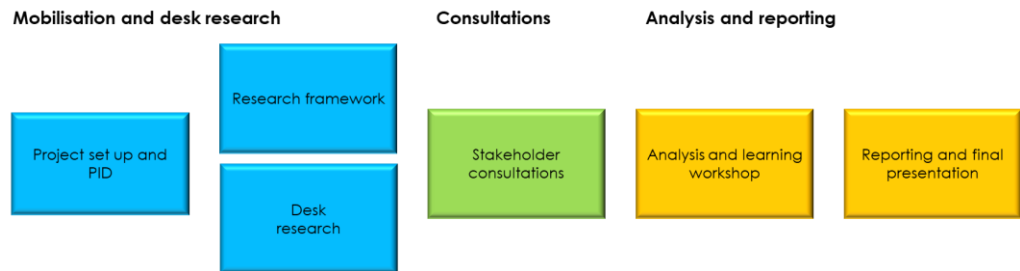 Mobilisation and desk research
Consultations
Analysis and reporting
Project set up and
PID
Research framework
Desk
research
Stakeholder
consultations
Analysis and learning
workshop
Reporting and final
presentation